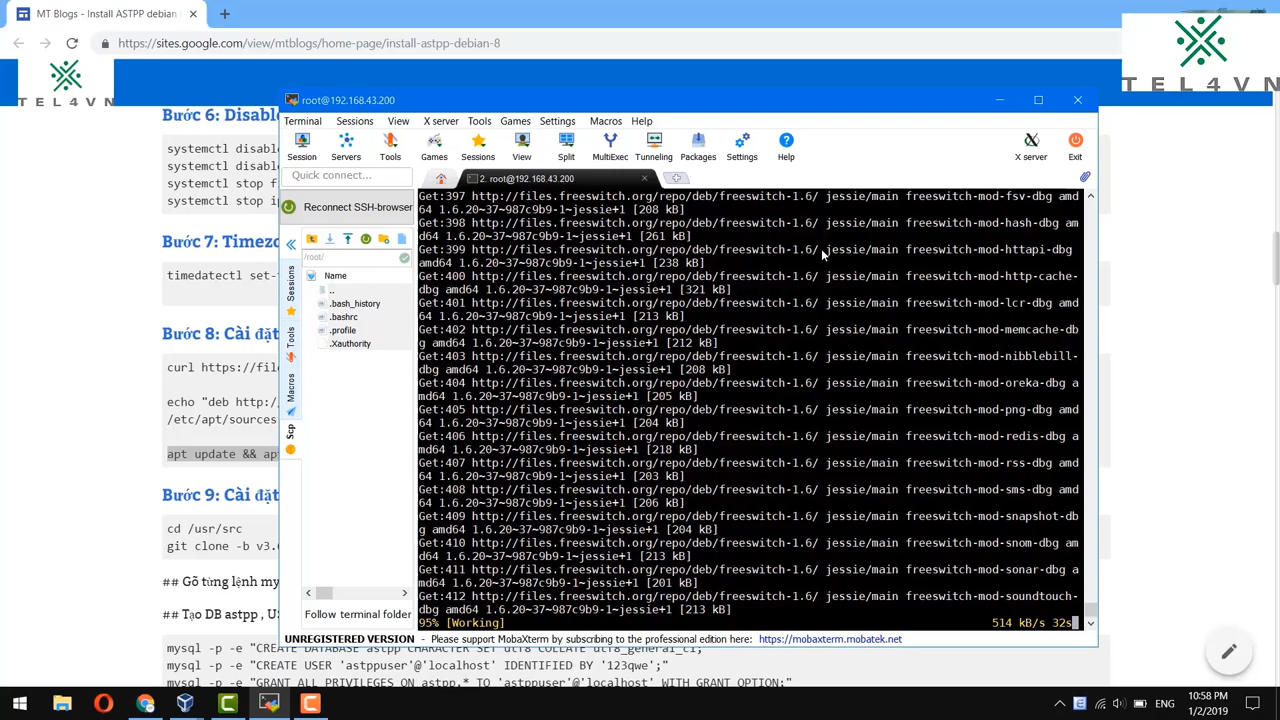 MT Blogs - Install ASTPP debian
https://sites.google.com/view/mtblogs/home-page/install-astpp-debian-8
TEL4VN
TEL4VN
Bước 6: Disable
systemctl disabl
systemctl disabl
systemctl stop f
systemctl stop ip
Bước 7: Timezo
timedatectl set-
Bước 8: Cài đặt
curl https://file
echo "deb http:/
/etc/apt/sources
apt update && apt
Bước 9: Cài đặt
cd /usr/src
git clone -b v3.
## Gõ từng lệnh my
## Tạo DB astpp , US
mysql -p -e "CREATE DATABASE astpp CHARACTER SET utf8 COLLATE utf8_general_ci;"
mysql -p -e "CREATE USER 'astppuser'@'localhost' IDENTIFIED BY '123qwe';"
mysql -p -e "GRANT ALL PRIVILEGES ON astpp.* TO 'astppuser'@'localhost' WITH GRANT OPTION;"
root@192.168.43.200
Terminal Sessions View X server Tools Games Settings Macros Help
Session Servers Tools Games Sessions View Split MultiExec Tunneling Packages Settings Help X server Exit
Quick connect...
2. root@192.168.43.200
Reconnect SSH-browser
/root/
Name
..
.bash_history
.bashrc
.profile
.Xauthority
Sessions
Tools
Macros
Scp
Follow terminal folder
Get:397 http://files.freeswitch.org/repo/deb/freeswitch-1.6/ jessie/main freeswitch-mod-fsv-dbg amd
64 1.6.20~37~987c9b9-1~jessie+1 [208 kB]
Get:398 http://files.freeswitch.org/repo/deb/freeswitch-1.6/ jessie/main freeswitch-mod-hash-dbg am
d64 1.6.20~37~987c9b9-1~jessie+1 [261 kB]
Get:399 http://files.freeswitch.org/repo/deb/freeswitch-1.6/ jessie/main freeswitch-mod-httapi-dbg
amd64 1.6.20~37~987c9b9-1~jessie+1 [238 kB]
Get:400 http://files.freeswitch.org/repo/deb/freeswitch-1.6/ jessie/main freeswitch-mod-http-cache-
dbg amd64 1.6.20~37~987c9b9-1~jessie+1 [321 kB]
Get:401 http://files.freeswitch.org/repo/deb/freeswitch-1.6/ jessie/main freeswitch-mod-lcr-dbg amd
64 1.6.20~37~987c9b9-1~jessie+1 [213 kB]
Get:402 http://files.freeswitch.org/repo/deb/freeswitch-1.6/ jessie/main freeswitch-mod-memcache-db
g amd64 1.6.20~37~987c9b9-1~jessie+1 [212 kB]
Get:403 http://files.freeswitch.org/repo/deb/freeswitch-1.6/ jessie/main freeswitch-mod-nibblebill-
dbg amd64 1.6.20~37~987c9b9-1~jessie+1 [208 kB]
Get:404 http://files.freeswitch.org/repo/deb/freeswitch-1.6/ jessie/main freeswitch-mod-oreka-dbg a
md64 1.6.20~37~987c9b9-1~jessie+1 [205 kB]
Get:405 http://files.freeswitch.org/repo/deb/freeswitch-1.6/ jessie/main freeswitch-mod-png-dbg amd
64 1.6.20~37~987c9b9-1~jessie+1 [204 kB]
Get:406 http://files.freeswitch.org/repo/deb/freeswitch-1.6/ jessie/main freeswitch-mod-redis-dbg a
md64 1.6.20~37~987c9b9-1~jessie+1 [218 kB]
Get:407 http://files.freeswitch.org/repo/deb/freeswitch-1.6/ jessie/main freeswitch-mod-rss-dbg amd
64 1.6.20~37~987c9b9-1~jessie+1 [203 kB]
Get:408 http://files.freeswitch.org/repo/deb/freeswitch-1.6/ jessie/main freeswitch-mod-sms-dbg amd
64 1.6.20~37~987c9b9-1~jessie+1 [206 kB]
Get:409 http://files.freeswitch.org/repo/deb/freeswitch-1.6/ jessie/main freeswitch-mod-snapshot-db
g amd64 1.6.20~37~987c9b9-1~jessie+1 [204 kB]
Get:410 http://files.freeswitch.org/repo/deb/freeswitch-1.6/ jessie/main freeswitch-mod-snom-dbg am
d64 1.6.20~37~987c9b9-1~jessie+1 [213 kB]
Get:411 http://files.freeswitch.org/repo/deb/freeswitch-1.6/ jessie/main freeswitch-mod-sonar-dbg a
md64 1.6.20~37~987c9b9-1~jessie+1 [201 kB]
Get:412 http://files.freeswitch.org/repo/deb/freeswitch-1.6/ jessie/main freeswitch-mod-soundtouch-
dbg amd64 1.6.20~37~987c9b9-1~jessie+1 [213 kB]
95% [Working] 514 kB/s 32s
UNREGISTERED VERSION - Please support MobaXterm by subscribing to the professional edition here: https://mobaxterm.mobatek.net
ENG
10:58 PM
1/2/2019